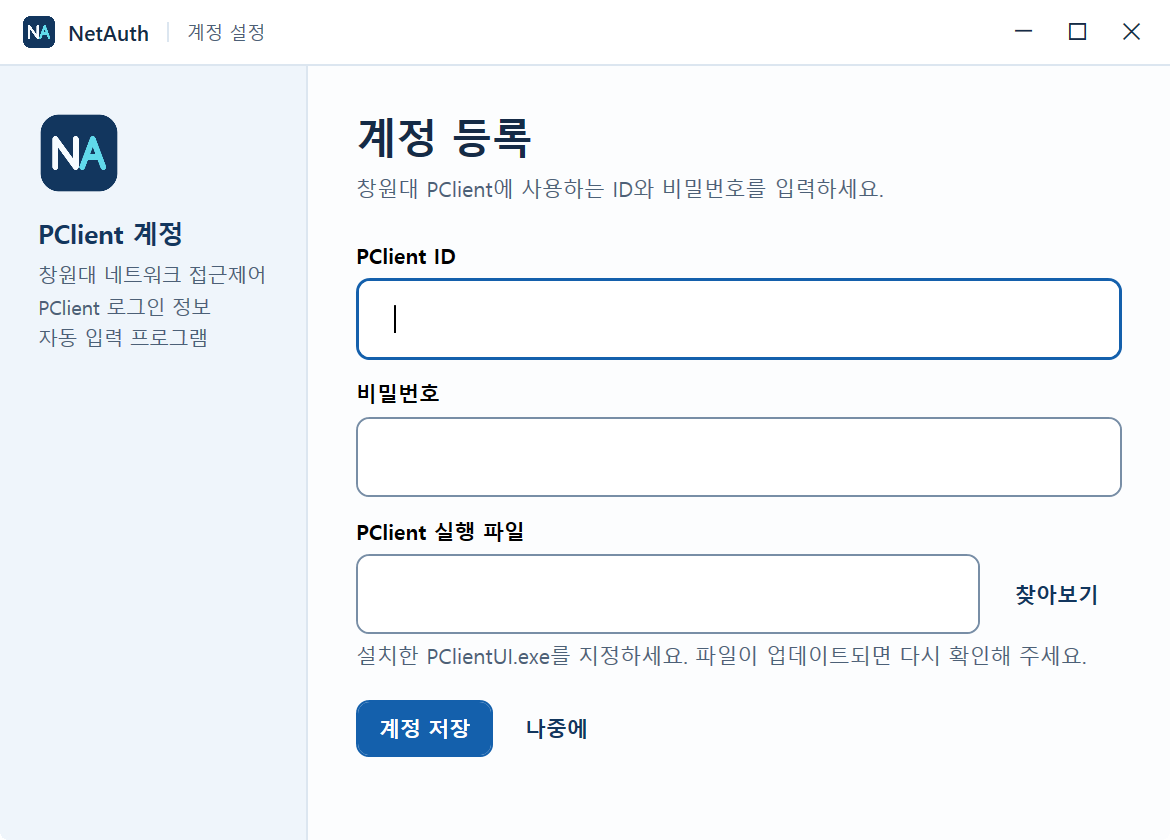 NA NetAuth 계정 설정
NA
PClient 계정
창원대 네트워크 접근제어
PClient 로그인 정보
자동 입력 프로그램
계정 등록
창원대 PClient에 사용하는 ID와 비밀번호를 입력하세요.
PClient ID
비밀번호
PClient 실행 파일
찾아보기
설치한 PClientUI.exe를 지정하세요. 파일이 업데이트되면 다시 확인해 주세요.
계정 저장 나중에